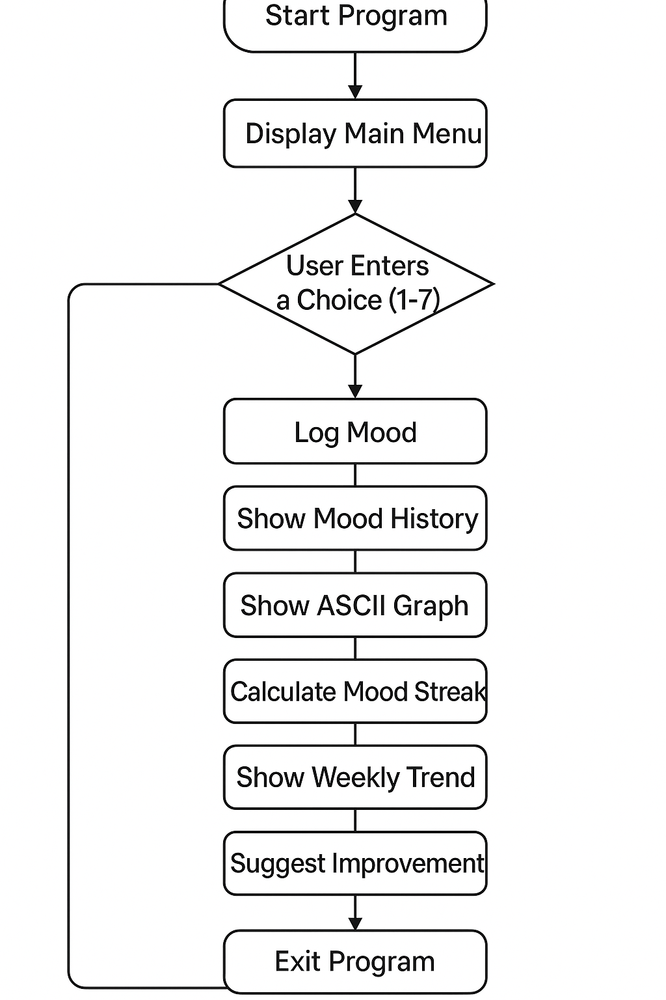 Start Program
Display Main Menu
User Enters
a Choice (1-7)
Log Mood
Show Mood History
Show ASCII Graph
Calculate Mood Streak
Show Weekly Trend
Suggest Improvement
Exit Program